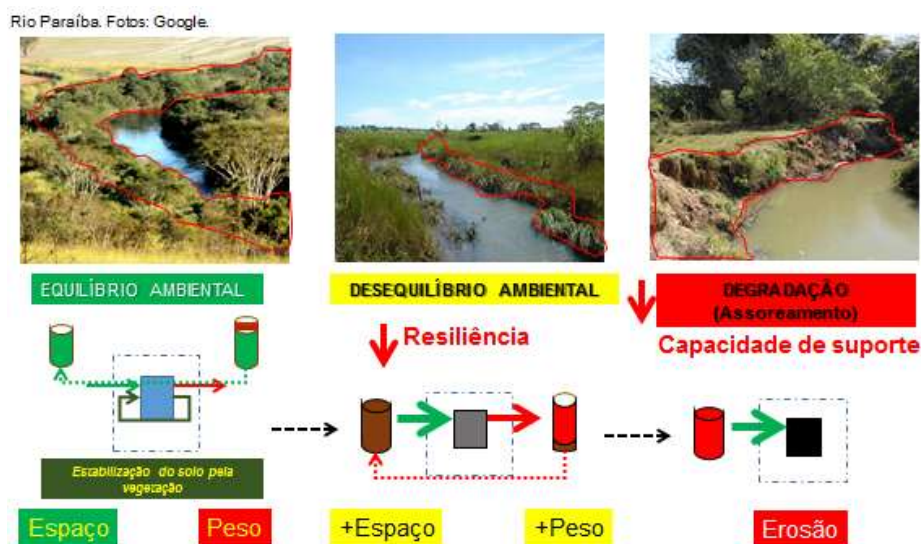 Rio Paraíba. Fotos: Google.
EQUILÍBRIO AMBIENTAL
DESEQUILÍBRIO AMBIENTAL
DEGRADAÇÃO
(Assoreamento)
Resiliência
Capacidade de suporte
Estabilização do solo pela
vegetação
Espaço
Peso
+Espaço
+Peso
Erosão